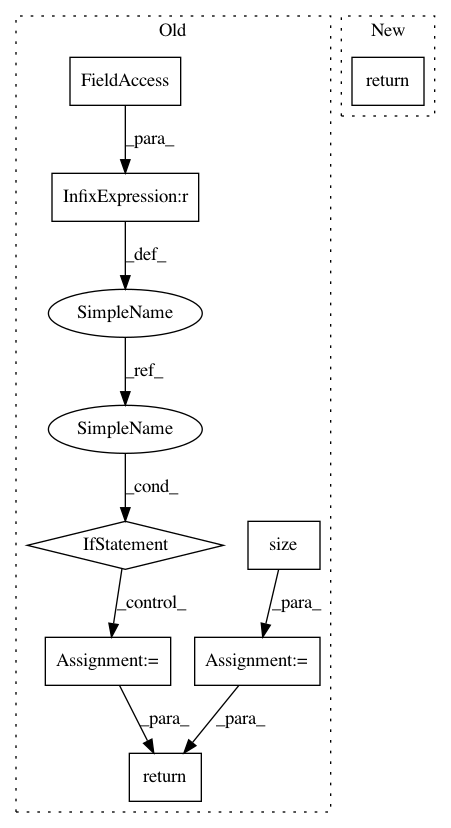 Old
New
FieldAccess
return
_para_
InfixExpression:r
_def_
SimpleName
_ref_
SimpleName
_cond_
IfStatement
size
_control_
_para_
Assignment:=
Assignment:=
_para_
_para_
return